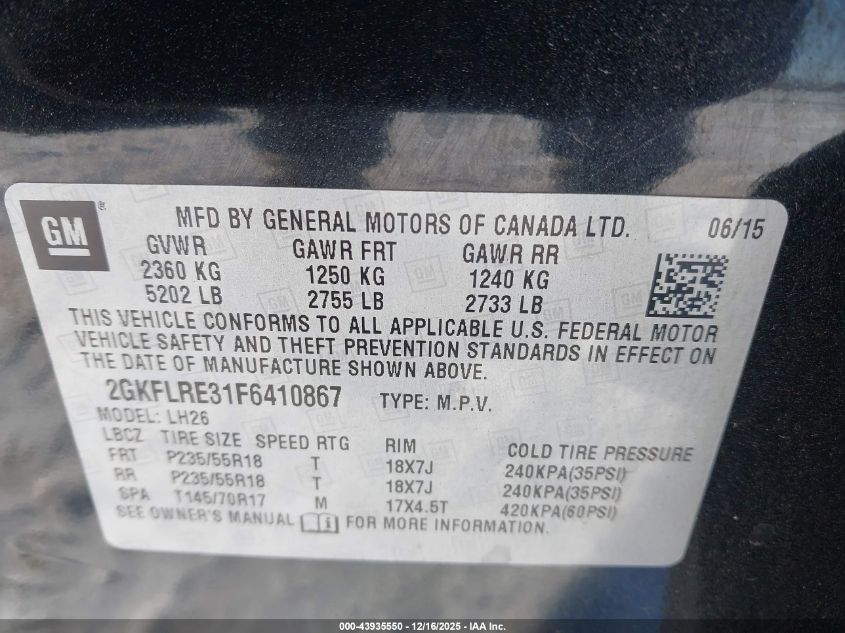 GM ®
MFD BY GENERAL MOTORS OF CANADA LTD. 06/15
GVWR GAWR FRT GAWR RR
2360 KG 1250 KG 1240 KG
5202 LB 2755 LB 2733 LB
THIS VEHICLE CONFORMS TO ALL APPLICABLE U.S. FEDERAL MOTOR
VEHICLE SAFETY AND THEFT PREVENTION STANDARDS IN EFFECT ON
THE DATE OF MANUFACTURE SHOWN ABOVE.
2GKFLRE31F6410867 TYPE: M.P.V.
MODEL: LH26
LBCZ TIRE SIZE SPEED RTG RIM COLD TIRE PRESSURE
FRT P235/55R18 T 18X7J 240KPA(35PSI)
RR P235/55R18 T 18X7J 240KPA(35PSI)
SPA T145/70R17 M 17X4.5T 420KPA(60PSI)
SEE OWNER'S MANUAL FOR MORE INFORMATION.
000-43935550 - 12/16/2025 - IAA Inc.